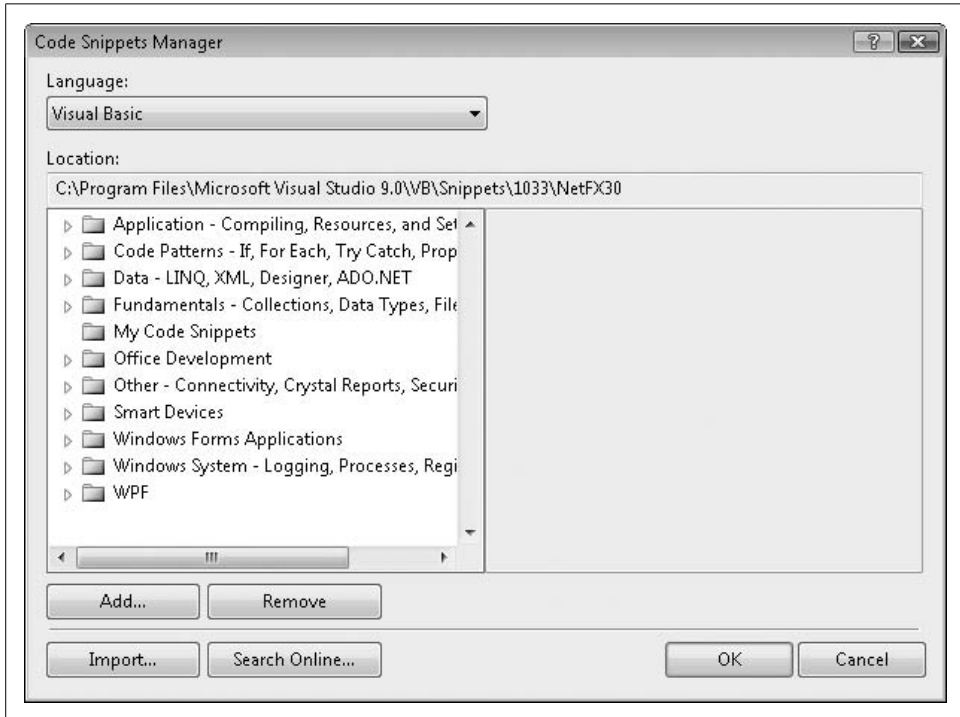 Code Snippets Manager
Language:
Visual Basic
Location:
C:\Program Files\Microsoft Visual Studio 9.0\VB\Snippets\1033\NetFX30
Application - Compiling, Resources, and Set
Code Patterns - If, For Each, Try Catch, Prop
Data - LINQ, XML, Designer, ADO.NET
Fundamentals - Collections, Data Types, File
My Code Snippets
Office Development
Other - Connectivity, Crystal Reports, Securi
Smart Devices
Windows Forms Applications
Windows System - Logging, Processes, Regi
WPF
Add...
Remove
Import...
Search Online...
OK
Cancel